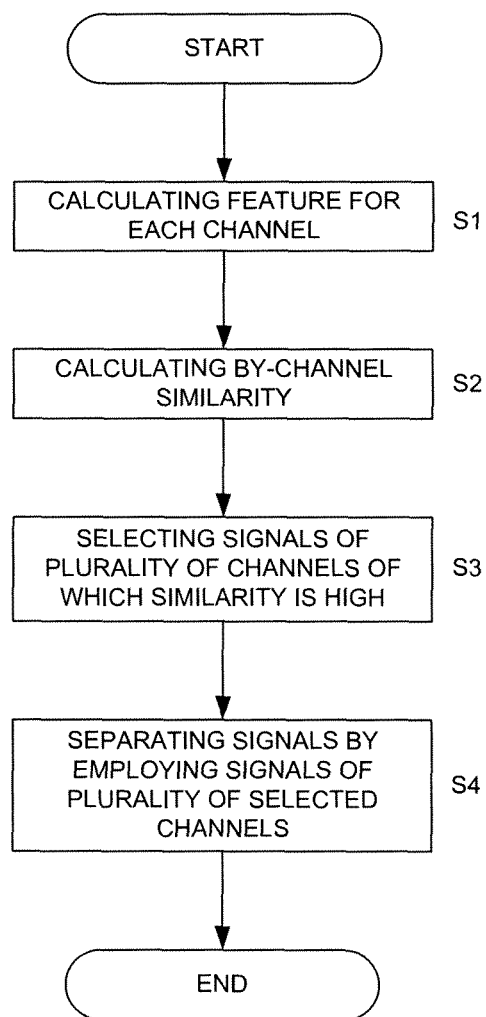 START
CALCULATING FEATURE FOR
EACH CHANNEL
S1
CALCULATING BY-CHANNEL
SIMILARITY
S2
SELECTING SIGNALS OF
PLURALITY OF CHANNELS OF
WHICH SIMILARITY IS HIGH
S3
SEPARATING SIGNALS BY
EMPLOYING SIGNALS OF
PLURALITY OF SELECTED
CHANNELS
S4
END